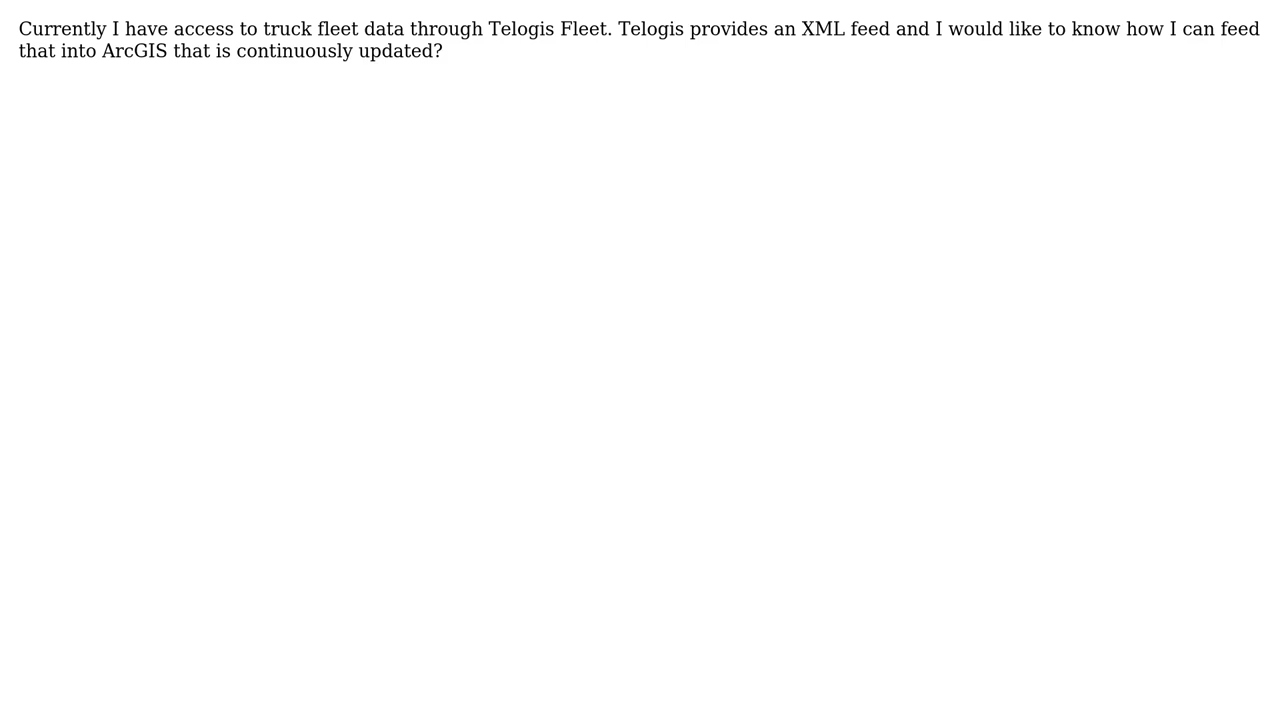 Currently I have access to truck fleet data through Telogis Fleet. Telogis provides an XML feed and I would like to know how I can feed
that into ArcGIS that is continuously updated?